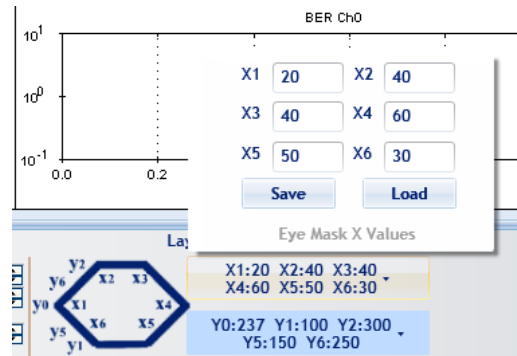 BER Ch0
10^1
10^0
10^-1
0.0 0.2
X1 20 X2 40
X3 40 X4 60
X5 50 X6 30
Save Load
Eye Mask X Values
y2
y6 x2 x3
y0 x1 x4
y5 x6 x5
y1
X1:20 X2:40 X3:40
X4:60 X5:50 X6:30
Y0:237 Y1:100 Y2:300
Y5:150 Y6:250